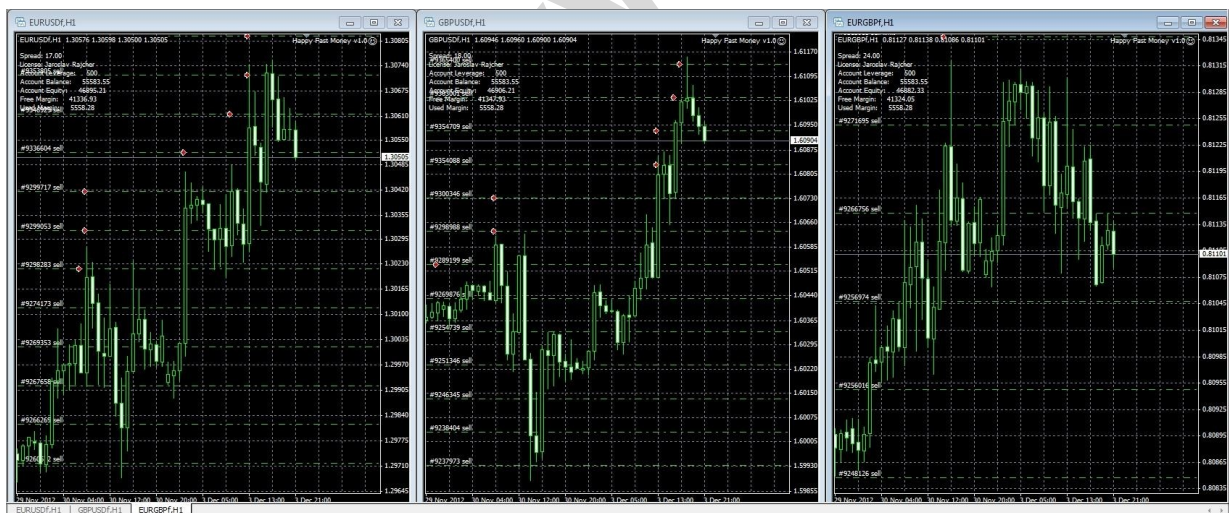 EURUSDf,H1
EURUSDf,H1 1.30576 1.30598 1.30500 1.30505
Happy Fast Money v1.0
Spread: 17.00
License: Jaroslav Rajcher
Account Leverage: 500
Account Balance: 55583.55
Account Equity: 46895.21
Free Margin: 41336.93
Used Margin: 5558.28
#9336604 sell
#9299717 sell
#9299053 sell
#9298283 sell
#9274173 sell
#9269353 sell
#9267658 sell
#9266265 sell
1.30805
1.30740
1.30675
1.30610
1.30550
1.30505
1.30485
1.30420
1.30355
1.30295
1.30230
1.30165
1.30100
1.30035
1.29970
1.29905
1.29840
1.29775
1.29710
1.29645
29 Nov 2012 30 Nov 04:00 30 Nov 12:00 30 Nov 20:00 3 Dec 05:00 3 Dec 13:00 3 Dec 21:00
GBPUSDf,H1
GBPUSDf,H1 1.60946 1.60960 1.60900 1.60904
Happy Fast Money v1.0
Spread: 18.00
License: Jaroslav Rajcher
Account Leverage: 500
Account Balance: 55583.55
Account Equity: 46906.21
Free Margin: 41347.93
Used Margin: 5558.28
#9354709 sell
#9354088 sell
#9300346 sell
#9298988 sell
#9289199 sell
#9269876 sell
#9254739 sell
#9251346 sell
#9246345 sell
#9238404 sell
#9237973 sell
1.61170
1.61095
1.61025
1.60950
1.60904
1.60875
1.60805
1.60730
1.60660
1.60585
1.60515
1.60440
1.60365
1.60295
1.60220
1.60150
1.60075
1.60005
1.59930
1.59855
29 Nov 2012 30 Nov 04:00 30 Nov 12:00 30 Nov 20:00 3 Dec 05:00 3 Dec 13:00 3 Dec 21:00
EURGBPf,H1
EURGBPf,H1 0.81127 0.81138 0.81086 0.81101
Happy Fast Money v1.0
Spread: 24.00
License: Jaroslav Rajcher
Account Leverage: 500
Account Balance: 55583.55
Account Equity: 46882.33
Free Margin: 41324.05
Used Margin: 5558.28
#9271695 sell
#9266756 sell
#9256974 sell
#9256016 sell
#9248126 sell
0.81345
0.81315
0.81285
0.81255
0.81225
0.81195
0.81165
0.81135
0.81101
0.81075
0.81045
0.81015
0.80985
0.80955
0.80925
0.80895
0.80865
0.80835
29 Nov 2012 30 Nov 04:00 30 Nov 12:00 30 Nov 20:00 3 Dec 05:00 3 Dec 13:00 3 Dec 21:00
EURUSDf,H1 GBPUSDf,H1 EURGBPf,H1